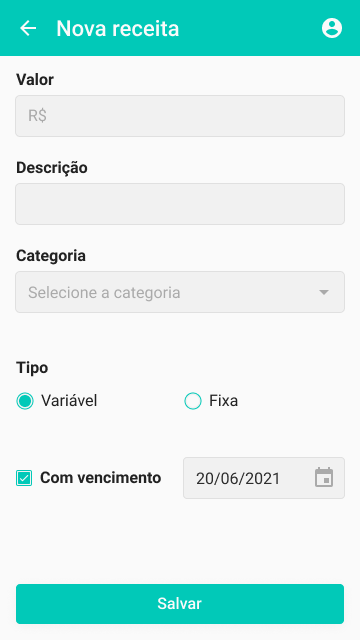 Nova receita
Valor
R$
Descrição
Categoria
Selecione a categoria
Tipo
Variável Fixa
Com vencimento 20/06/2021
Salvar